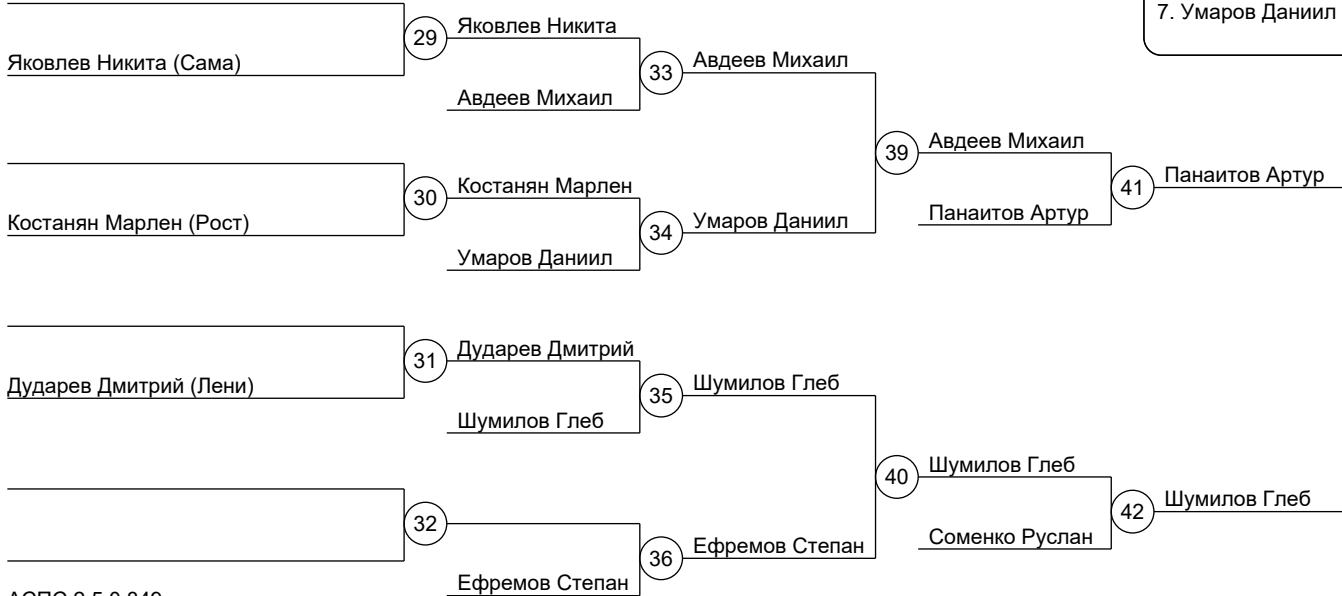 7. Умаров Даниил
29
Яковлев Никита
Яковлев Никита (Сама)
33
Авдеев Михаил
Авдеев Михаил
39
Авдеев Михаил
41
Панаитов Артур
30
Костанян Марлен
Костанян Марлен (Рост)
34
Умаров Даниил
Панаитов Артур
Умаров Даниил
31
Дударев Дмитрий
Дударев Дмитрий (Лени)
35
Шумилов Глеб
Шумилов Глеб
40
Шумилов Глеб
42
Шумилов Глеб
32
36
Ефремов Степан
Соменко Руслан
Ефремов Степан